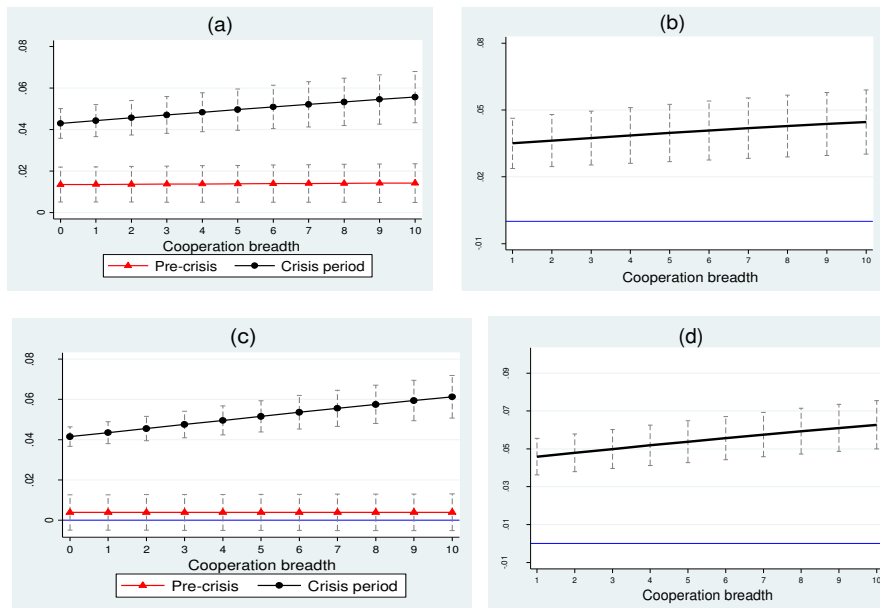 (a)
.08
.06
.04
.02
0
0 1 2 3 4 5 6 7 8 9 10
Cooperation breadth
Pre-crisis Crisis period
(b)
.08
.05
.02
-.01
1 2 3 4 5 6 7 8 9 10
Cooperation breadth
(c)
.08
.06
.04
.02
0
0 1 2 3 4 5 6 7 8 9 10
Cooperation breadth
Pre-crisis Crisis period
(d)
.09
.07
.05
.03
.01
-.01
1 2 3 4 5 6 7 8 9 10
Cooperation breadth